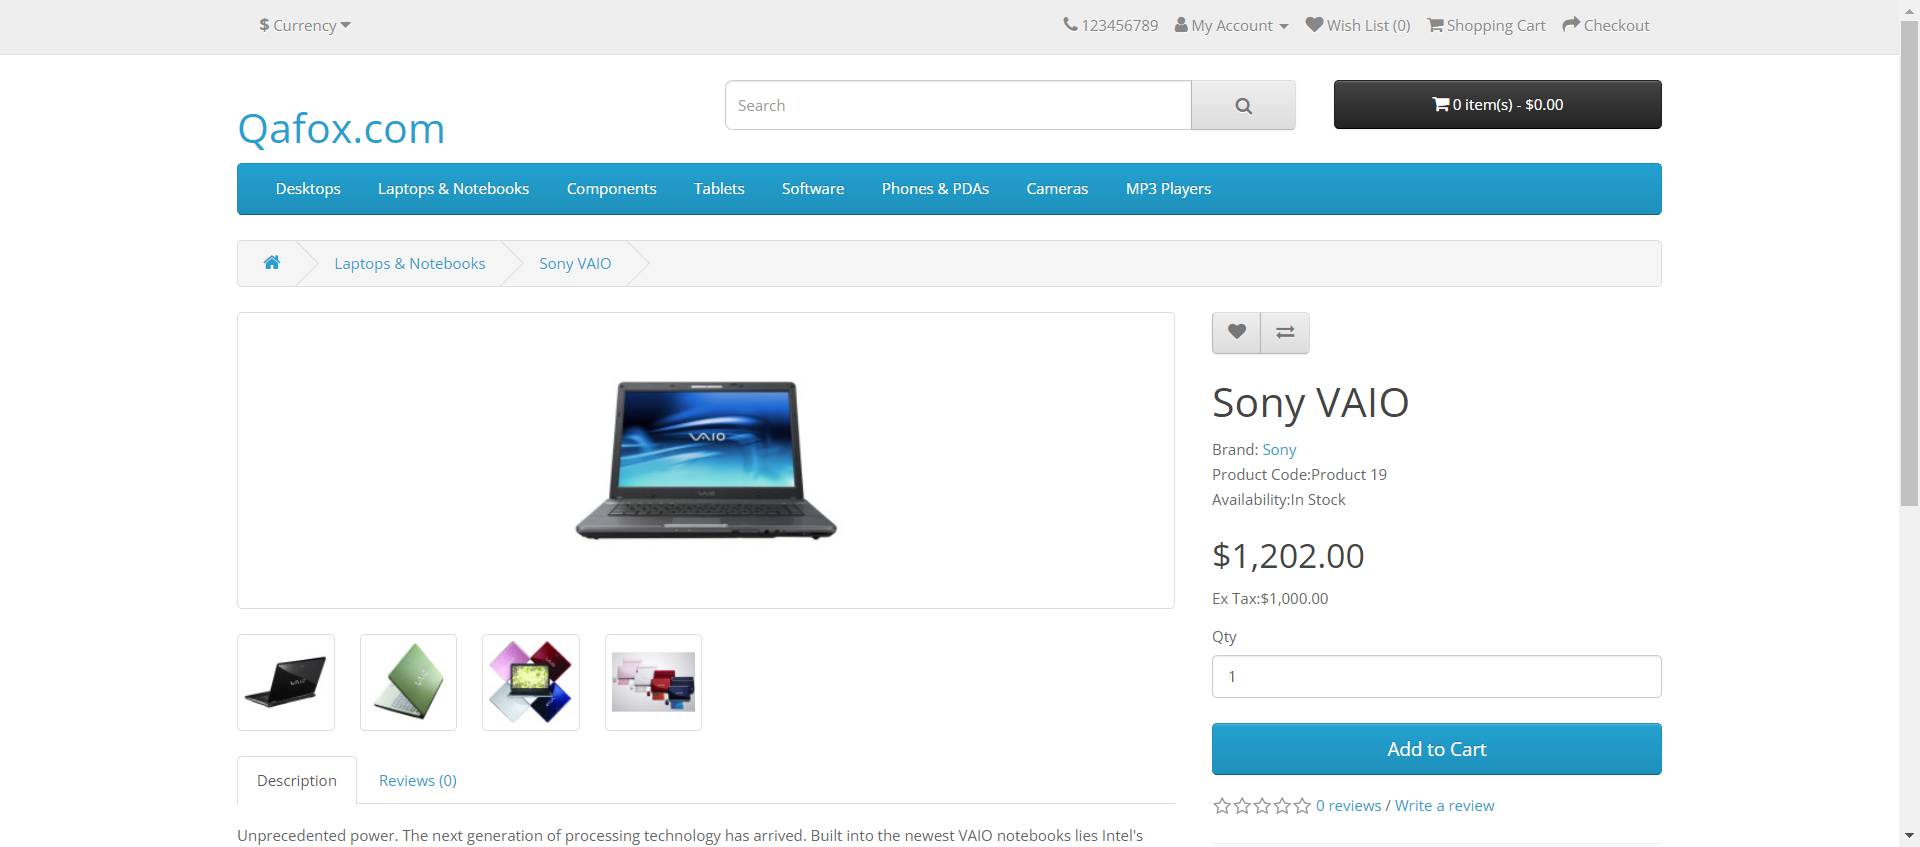 $ Currency
123456789 My Account Wish List (0) Shopping Cart Checkout
Qafox.com
Search
0 item(s) - $0.00
Desktops Laptops & Notebooks Components Tablets Software Phones & PDAs Cameras MP3 Players
Laptops & Notebooks Sony VAIO
VAIO
VAIO
Sony VAIO
Brand: Sony
Product Code:Product 19
Availability:In Stock
$1,202.00
Ex Tax:$1,000.00
Qty
1
Add to Cart
0 reviews / Write a review
VAIO
VAIO
Description Reviews (0)
Unprecedented power. The next generation of processing technology has arrived. Built into the newest VAIO notebooks lies Intel's